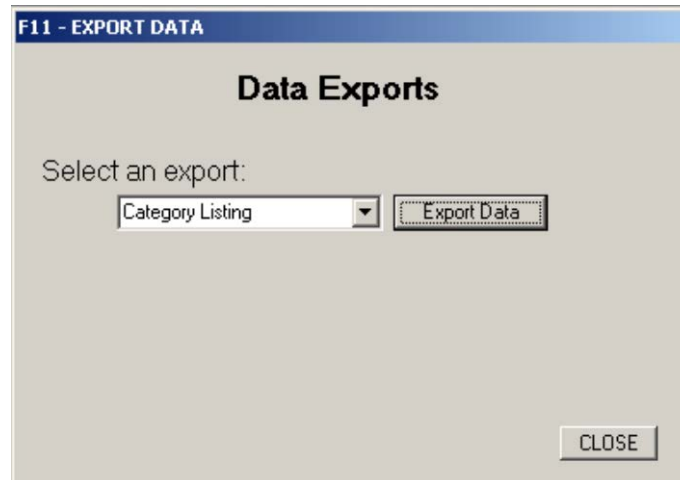 F11 - EXPORT DATA
Data Exports
Select an export:
Category Listing
Export Data
CLOSE